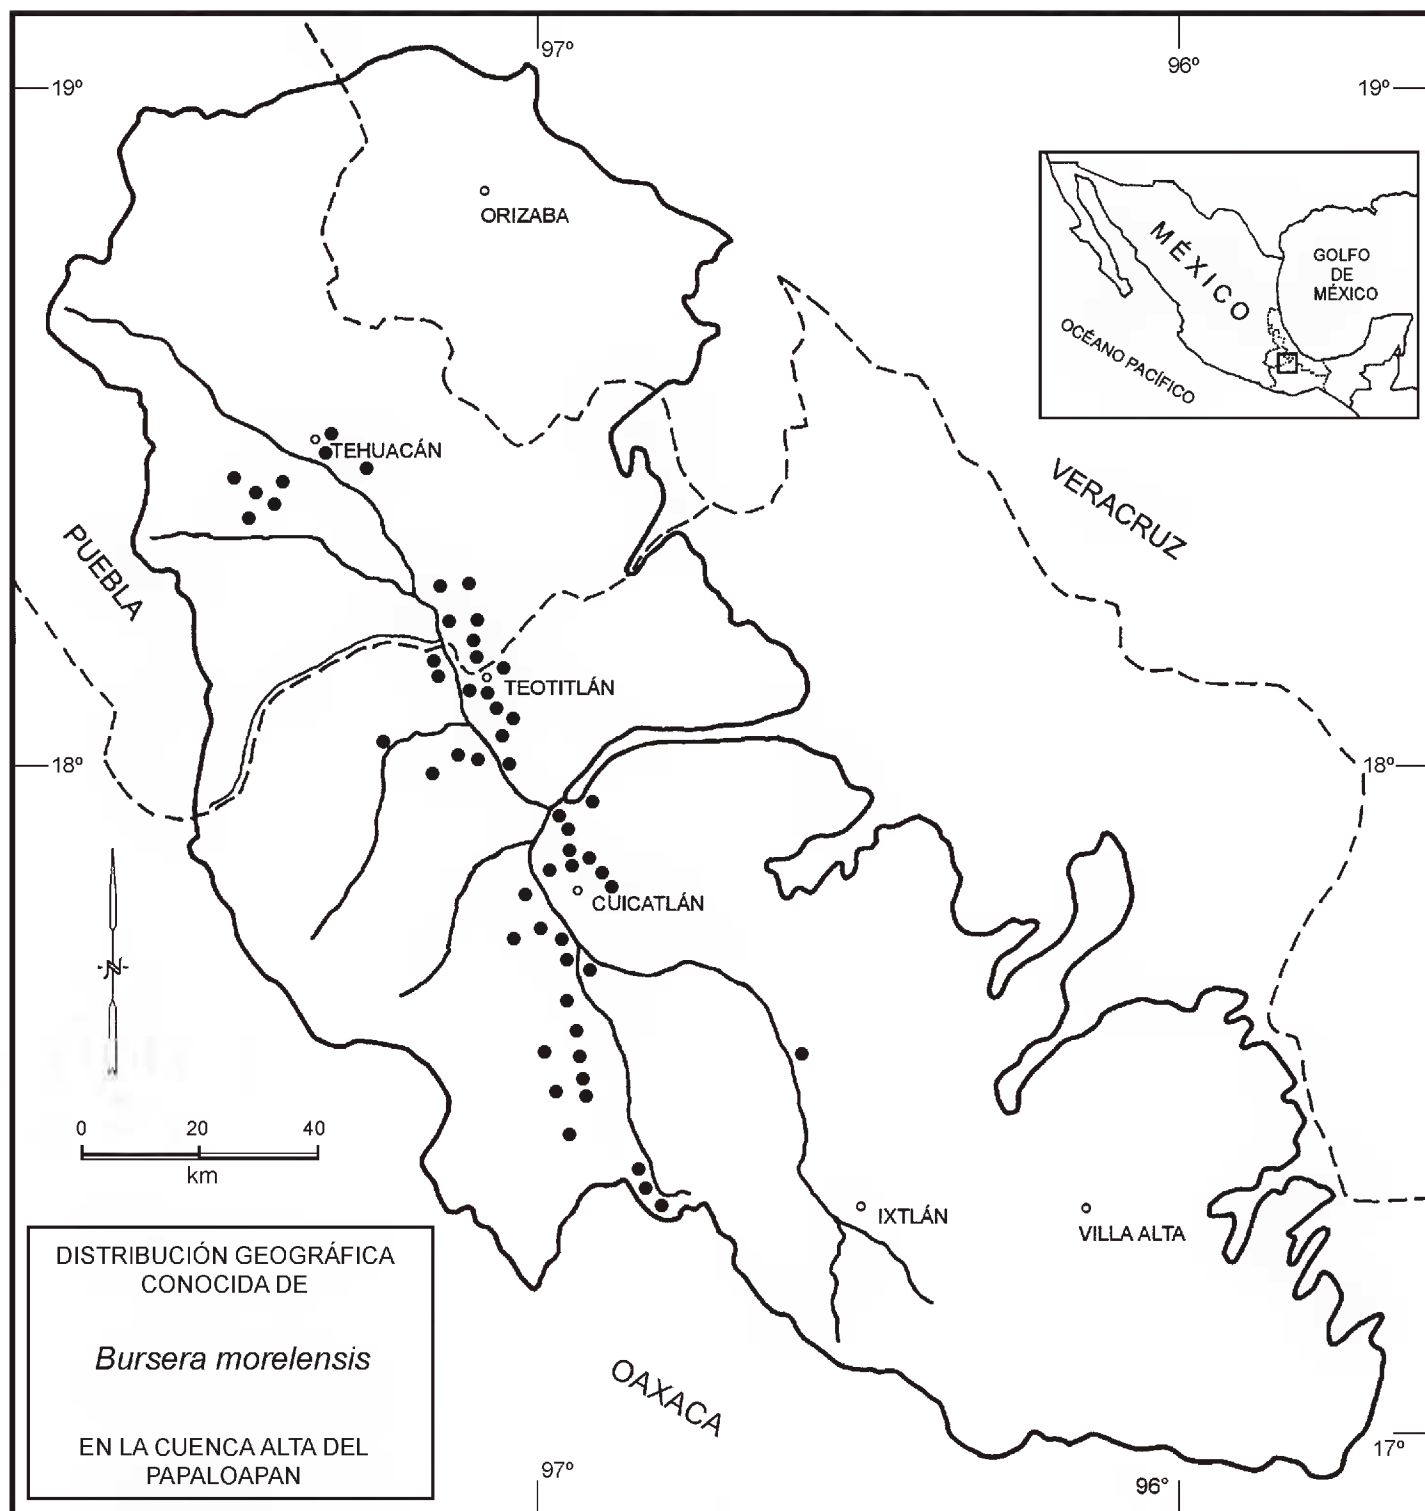 97º
96º
19º
19º
ORIZABA
MÉXICO
GOLFO
DE
MÉXICO
OCÉANO PACÍFICO
TEHUACÁN
VERACRUZ
PUEBLA
TEOTITLÁN
18º
18º
CUICATLÁN
N
0 20 40
km
IXTLÁN
VILLA ALTA
DISTRIBUCIÓN GEOGRÁFICA
CONOCIDA DE
Bursera morelensis
EN LA CUENCA ALTA DEL
PAPALOAPAN
OAXACA
17º
97º
96°